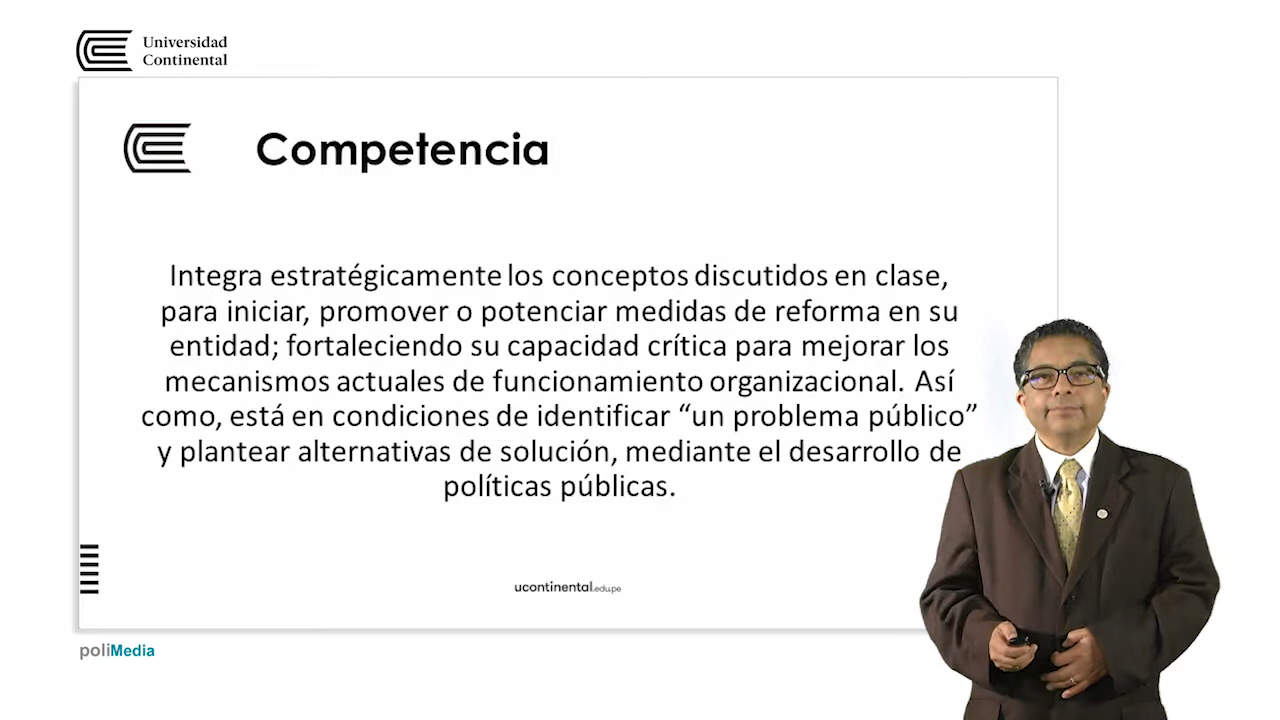 Universidad
Continental
Competencia
Integra estratégicamente los conceptos discutidos en clase,
para iniciar, promover o potenciar medidas de reforma en su
entidad; fortaleciendo su capacidad crítica para mejorar los
mecanismos actuales de funcionamiento organizacional. Así
como, está en condiciones de identificar “un problema público”
y plantear alternativas de solución, mediante el desarrollo de
políticas públicas.
ucontinental.edu.pe
poliMedia